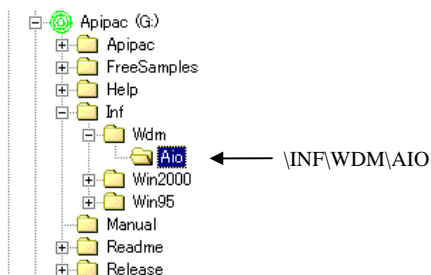 Apipac (G:)
Apipac
FreeSamples
Help
Inf
Wdm
Aio
\INF\WDM\AIO
Win2000
Win95
Manual
Readme
Release